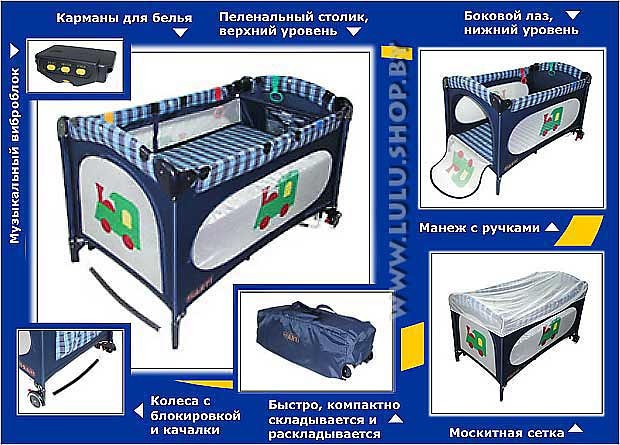 Карманы для белья
Пеленальный столик,
верхний уровень
Боковой лаз,
нижний уровень
Музыкальный виброблок
WWW.LULU.SHOP.BY
Манеж с ручками
Колеса с
блокировкой
и качалки
Быстро, компактно
складывается и
раскладывается
Москитная сетка